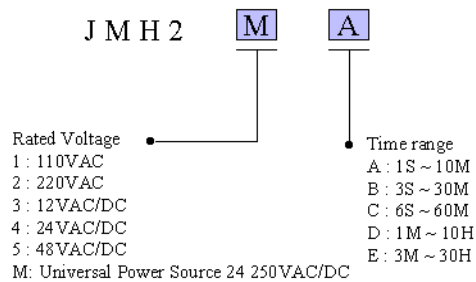 JMH2 M A
Rated Voltage
1 : 110VAC
2 : 220VAC
3 : 12VAC/DC
4 : 24VAC/DC
5 : 48VAC/DC
M: Universal Power Source 24 250VAC/DC
Time range
A : 1S ~ 10M
B : 3S ~ 30M
C : 6S ~ 60M
D : 1M ~ 10H
E : 3M ~ 30H